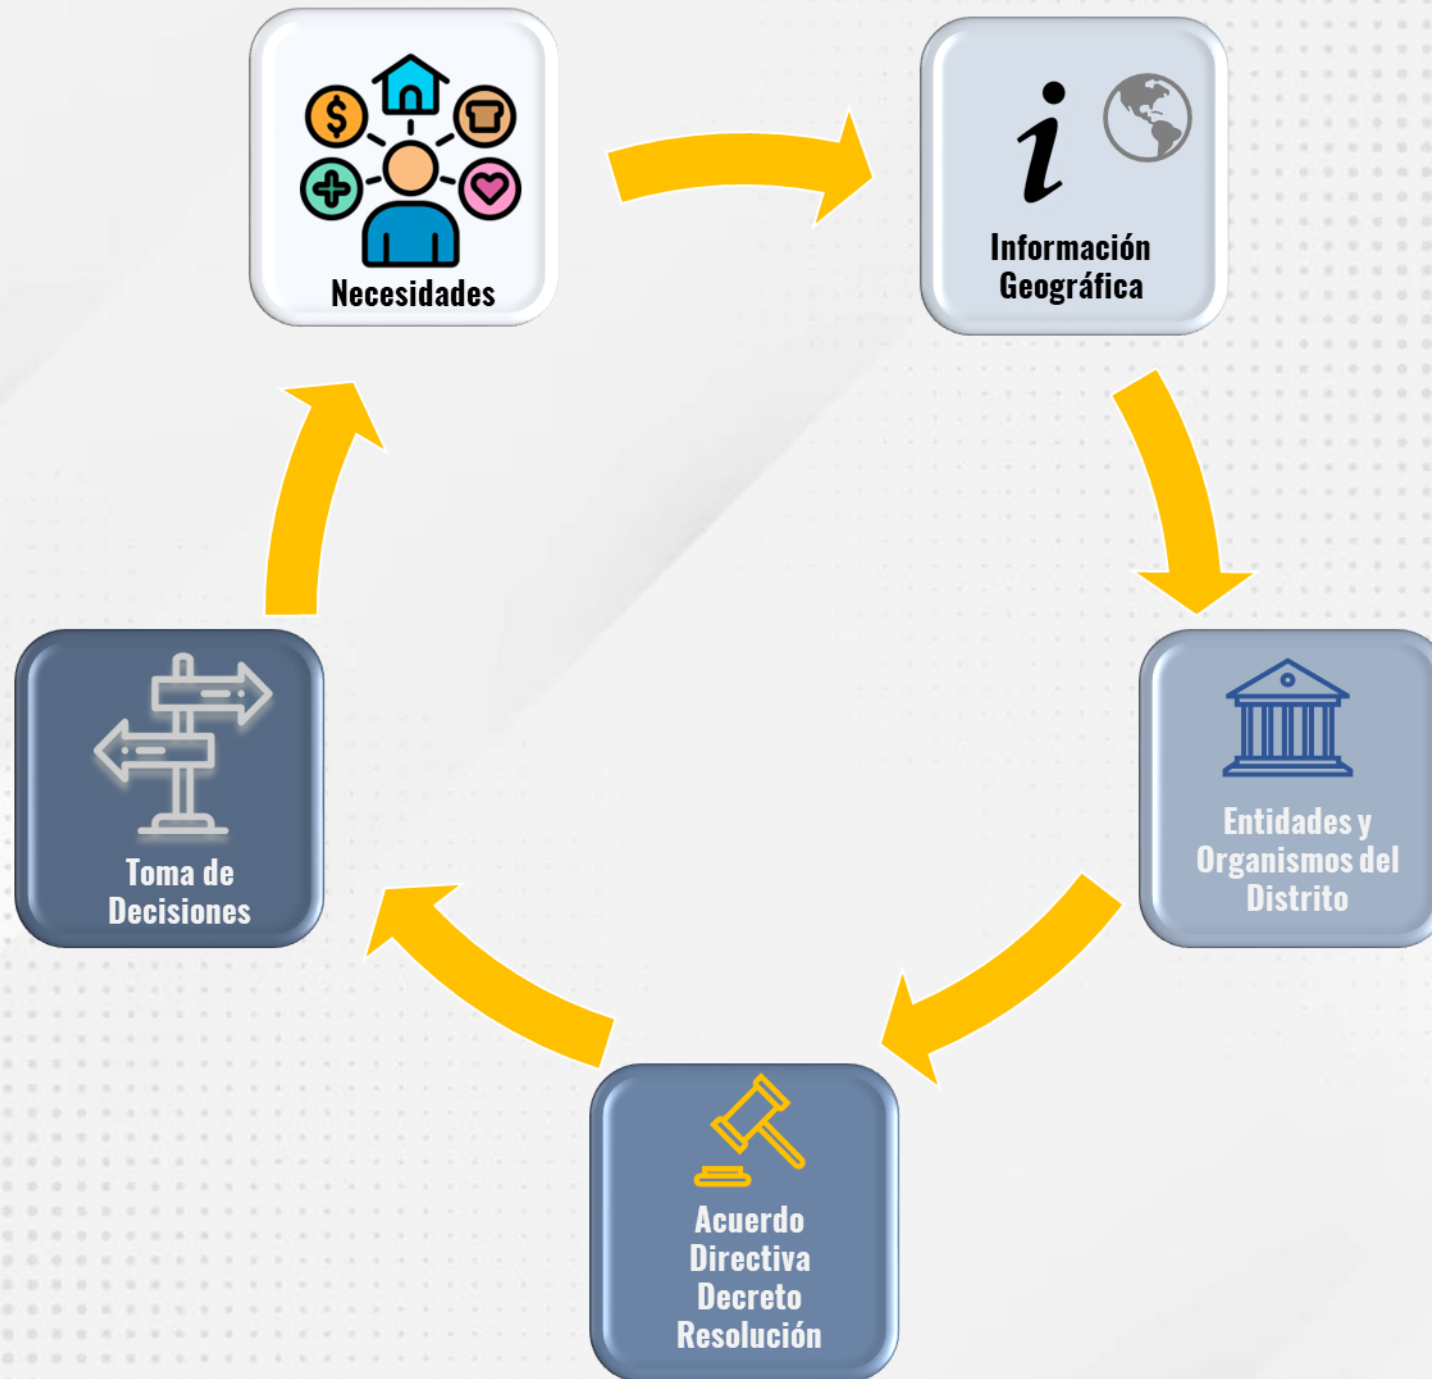 Necesidades
Información
Geográfica
Entidades y
Organismos del
Distrito
Acuerdo
Directiva
Decreto
Resolución
Toma de
Decisiones